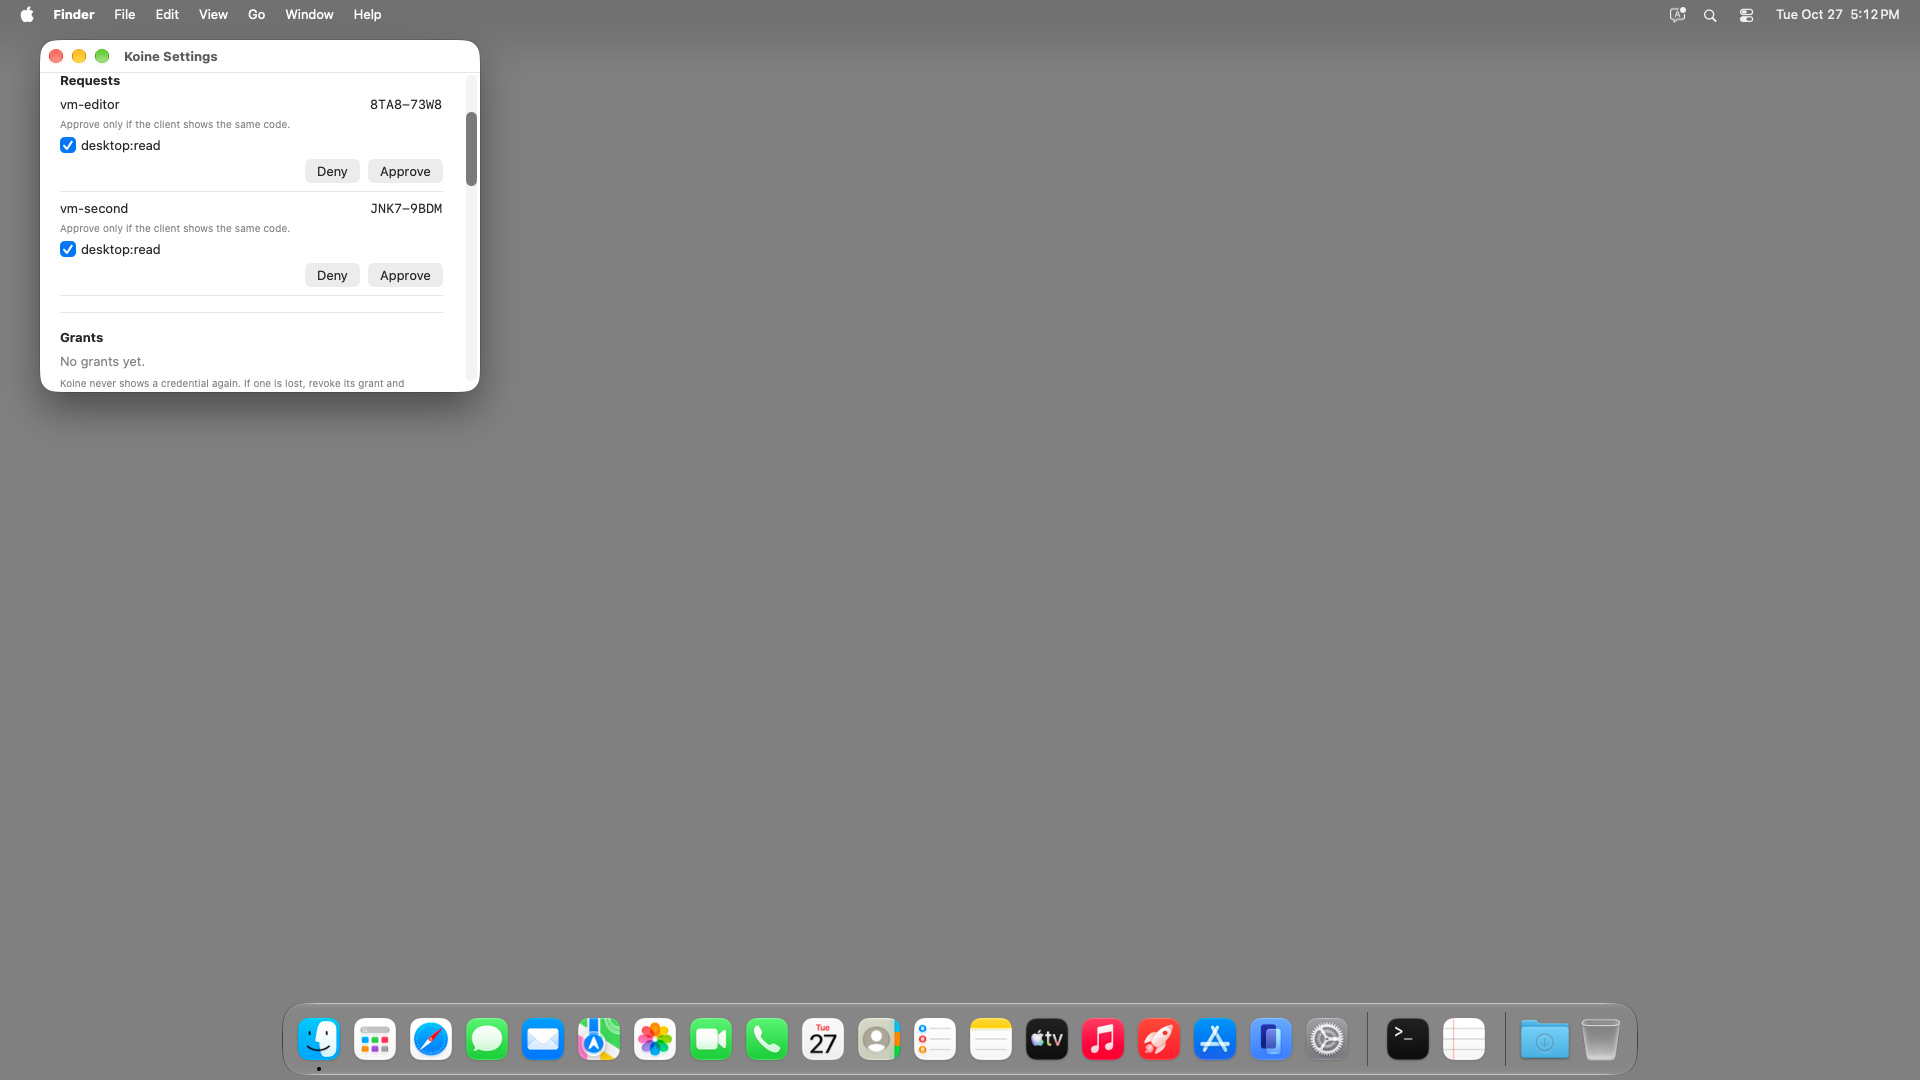 Finder File Edit View Go Window Help
Tue Oct 27 5:12 PM
Koine Settings
Requests
vm-editor 8TA8-73W8
Approve only if the client shows the same code.
desktop:read
Deny Approve
vm-second JNK7-9BDM
Approve only if the client shows the same code.
desktop:read
Deny Approve
Grants
No grants yet.
Koine never shows a credential again. If one is lost, revoke its grant and
Tue
27
tv
>_